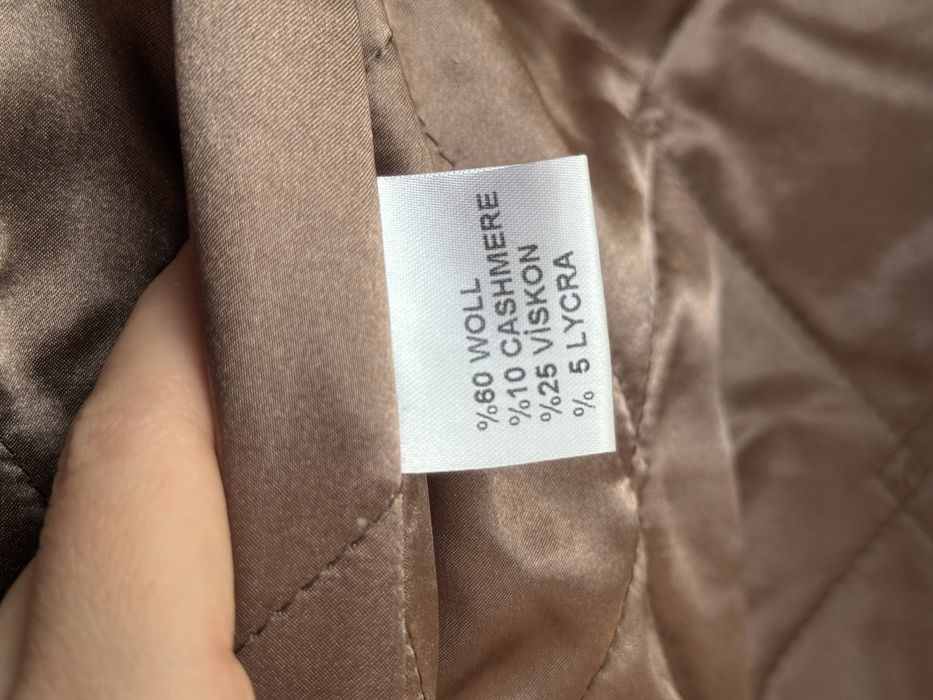 %60 WOLL
%10 CASHMERE
%25 VİSKON
% 5 LYCRA